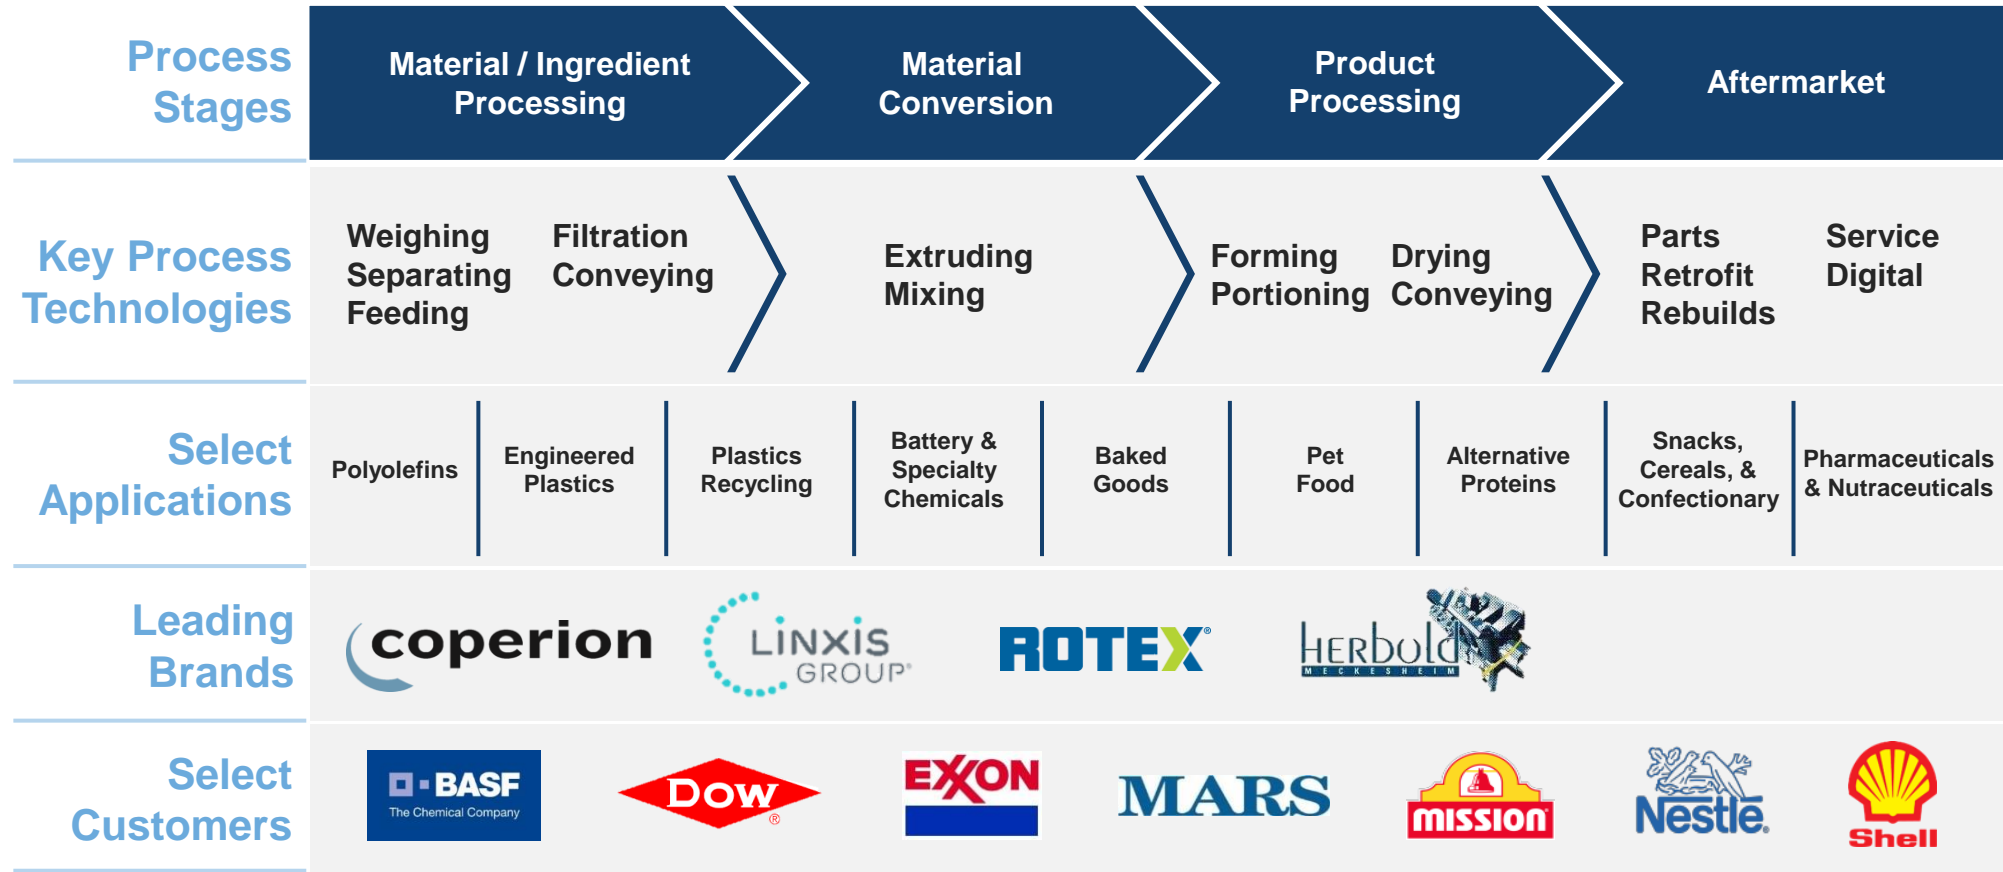 Process
Stages
Material / Ingredient
Processing
Material
Conversion
Product
Processing
Aftermarket
Key Process
Technologies
Weighing
Separating
Feeding
Filtration
Conveying
Extruding
Mixing
Forming
Portioning
Drying
Conveying
Parts
Retrofit
Rebuilds
Service
Digital
Select
Applications
Polyolefins
Engineered
Plastics
Plastics
Recycling
Battery &
Specialty
Chemicals
Baked
Goods
Pet
Food
Alternative
Proteins
Snacks,
Cereals, &
Confectionary
Pharmaceuticals
& Nutraceuticals
Leading
Brands
coperion
LINXIS
GROUP®
ROTEX®
HERBOLD
MECKESHEIM
Select
Customers
BASF
The Chemical Company
DOW
®
EXXON
MARS
MISSION
Nestlé®
Shell